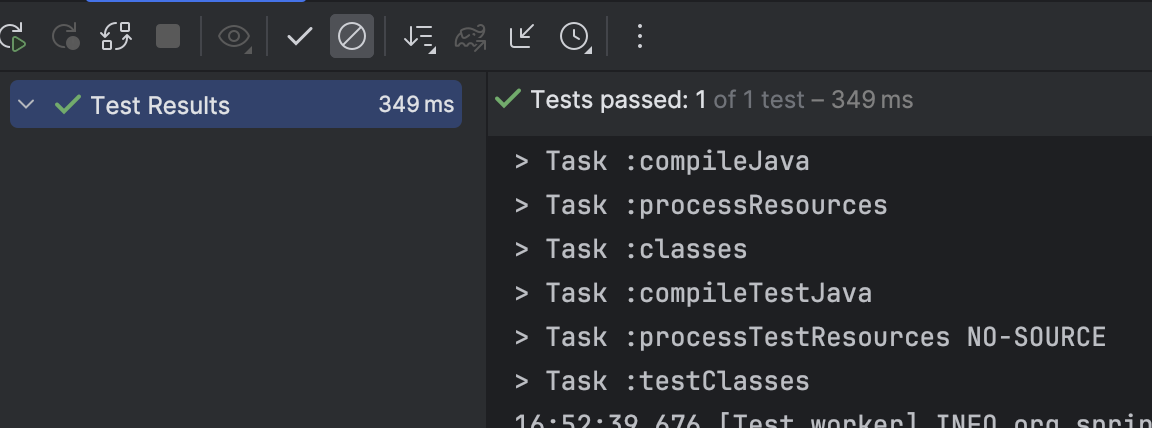 Test Results 349 ms
Tests passed: 1 of 1 test – 349 ms
> Task :compileJava
> Task :processResources
> Task :classes
> Task :compileTestJava
> Task :processTestResources NO-SOURCE
> Task :testClasses
16:52:39.676 [Test worker] INFO org.sprin